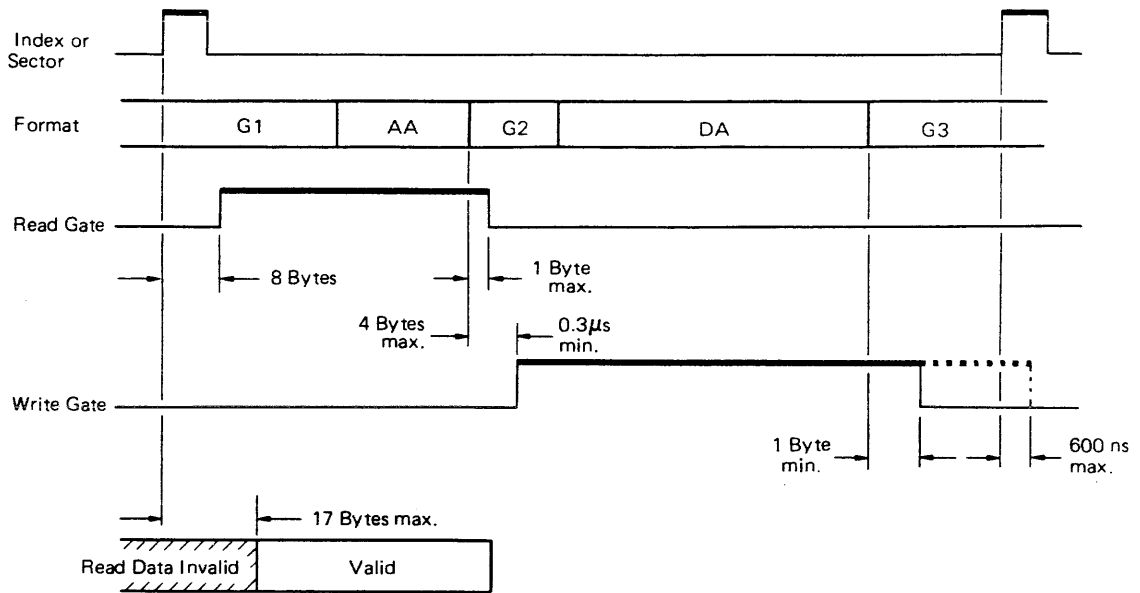 Index or
Sector
Format
G1
AA
G2
DA
G3
Read Gate
8 Bytes
1 Byte
max.
4 Bytes
max.
0.3μs
min.
Write Gate
1 Byte
min.
600 ns
max.
17 Bytes max.
Read Data Invalid
Valid